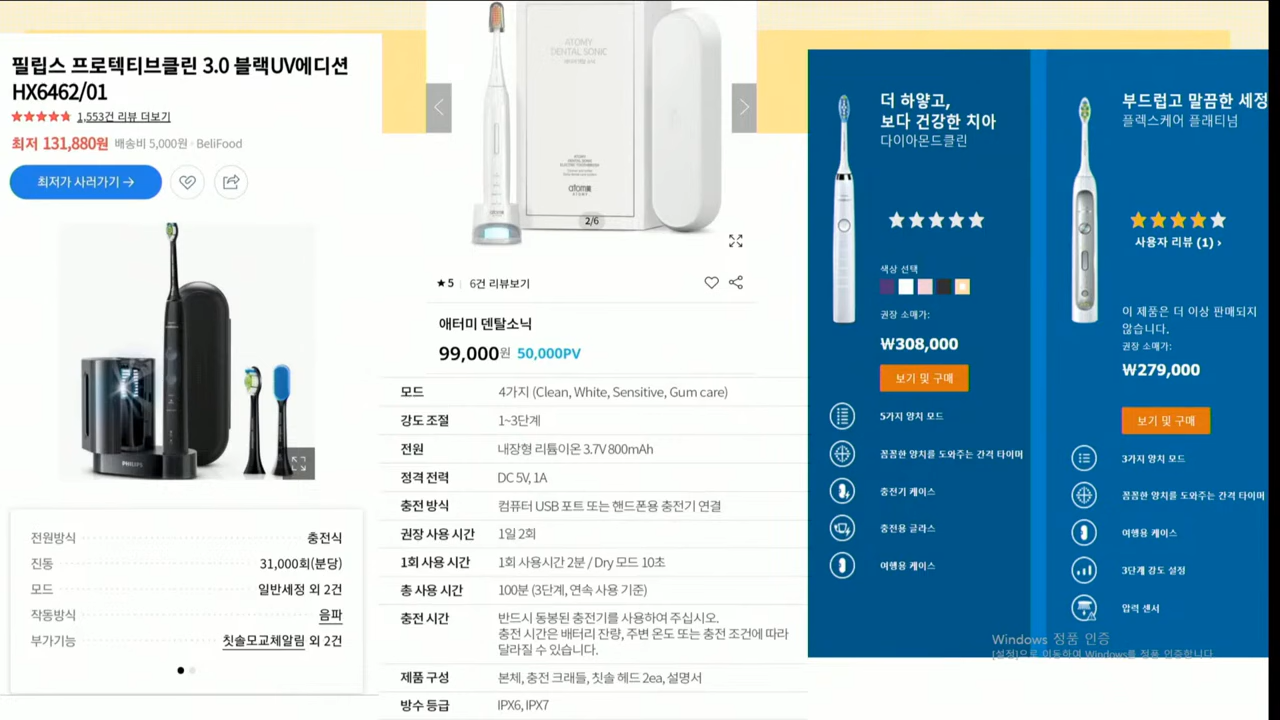 필립스 프로텍티브클린 3.0 블랙UV에디션
HX6462/01
1,553건 리뷰 더보기
최저 131,880원 배송비 5,000원 · BeliFood
최저가 사러가기 →
PHILIPS
전원방식 충전식
진동 31,000회(분당)
모드 일반세정 외 2건
작동방식 음파
부가기능 칫솔모교체알림 외 2건
ATOMY
DENTAL SONIC
ATOMY
DENTAL SONIC
ELECTRIC TOOTHBRUSH
atom美
2/6
★5 | 6건 리뷰보기
애터미 덴탈소닉
99,000원 50,000PV
모드 4가지 (Clean, White, Sensitive, Gum care)
강도 조절 1~3단계
전원 내장형 리튬이온 3.7V 800mAh
정격 전력 DC 5V, 1A
충전 방식 컴퓨터 USB 포트 또는 핸드폰용 충전기 연결
권장 사용 시간 1일 2회
1회 사용 시간 1회 사용시간 2분 / Dry 모드 10초
총 사용 시간 100분 (3단계, 연속 사용 기준)
충전 시간 반드시 동봉된 충전기를 사용하여 주십시오.
충전 시간은 배터리 잔량, 주변 온도 또는 충전 조건에 따라
달라질 수 있습니다.
제품 구성 본체, 충전 크래들, 칫솔 헤드 2ea, 설명서
방수 등급 IPX6, IPX7
더 하얗고,
보다 건강한 치아
다이아몬드클린
색상 선택
권장 소매가:
₩308,000
보기 및 구매
5가지 양치 모드
꼼꼼한 양치를 도와주는 간격 타이머
충전기 케이스
충전용 글라스
여행용 케이스
부드럽고 말끔한 세정
플렉스케어 플래티넘
사용자 리뷰 (1) ›
이 제품은 더 이상 판매되지
않습니다.
권장 소매가:
₩279,000
보기 및 구매
3가지 양치 모드
꼼꼼한 양치를 도와주는 간격 타이머
여행용 케이스
3단계 강도 설정
압력 센서
Windows 정품 인증
[설정]으로 이동하여 Windows를 정품 인증합니다.